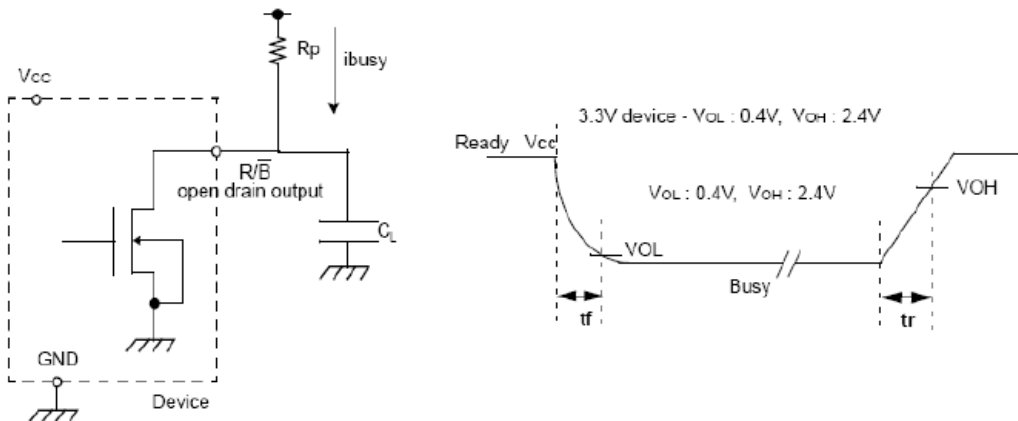 Rp
ibusy
Vcc
R/B̅
open drain output
CL
GND
Device
3.3V device - VOL : 0.4V, VOH : 2.4V
Ready Vcc
VOH
VOL : 0.4V, VOH : 2.4V
VOL
Busy
tf
tr